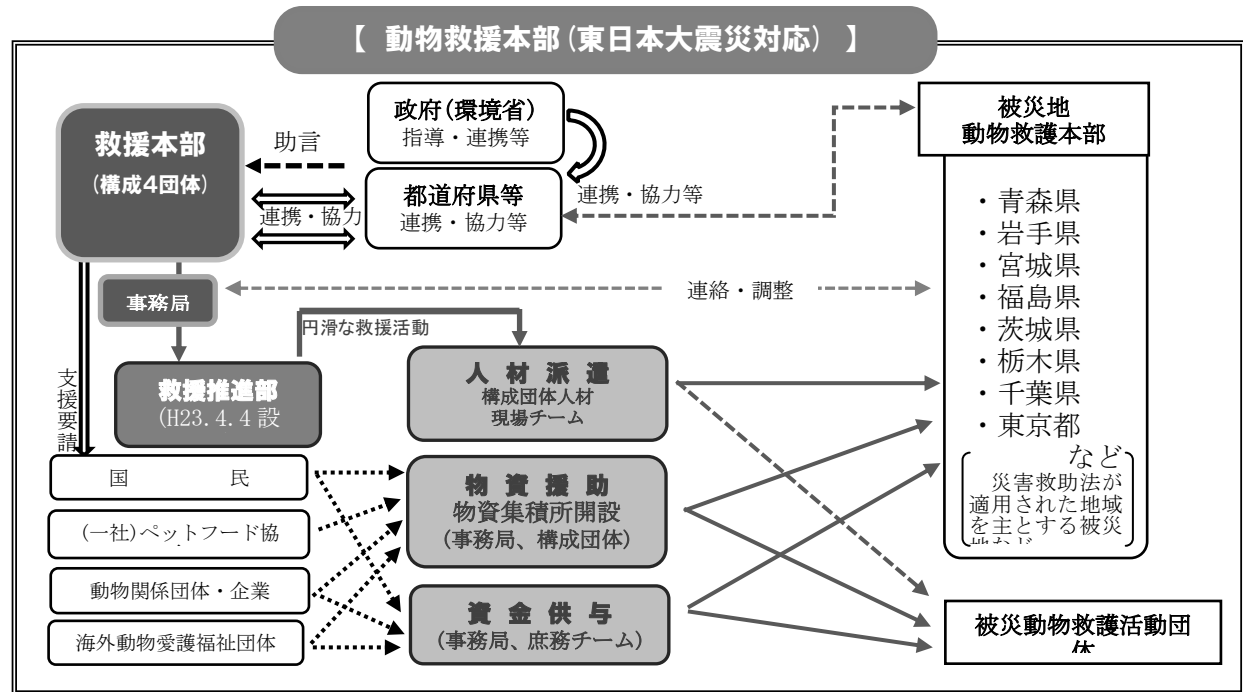 【 動物救援本部(東日本大震災対応) 】
政府(環境省)
指導・連携等
被災地
動物救護本部
救援本部
(構成4団体)
助言
都道府県等
連携・協力等
連携・協力
連携・協力等
・青森県
・岩手県
・宮城県
・福島県
・茨城県
・栃木県
・千葉県
・東京都
など
災害救助法が
適用された地域
を主とする被災
事務局
連絡・調整
円滑な救援活動
支援要請
救援推進部
(H23.4.4 設
人 材 派 遣
構成団体人材
現場チーム
国 民
物 資 援 助
物資集積所開設
(事務局、構成団体)
(一社)ペットフード協
動物関係団体・企業
海外動物愛護福祉団体
資 金 供 与
(事務局、庶務チーム)
被災動物救護活動団
体